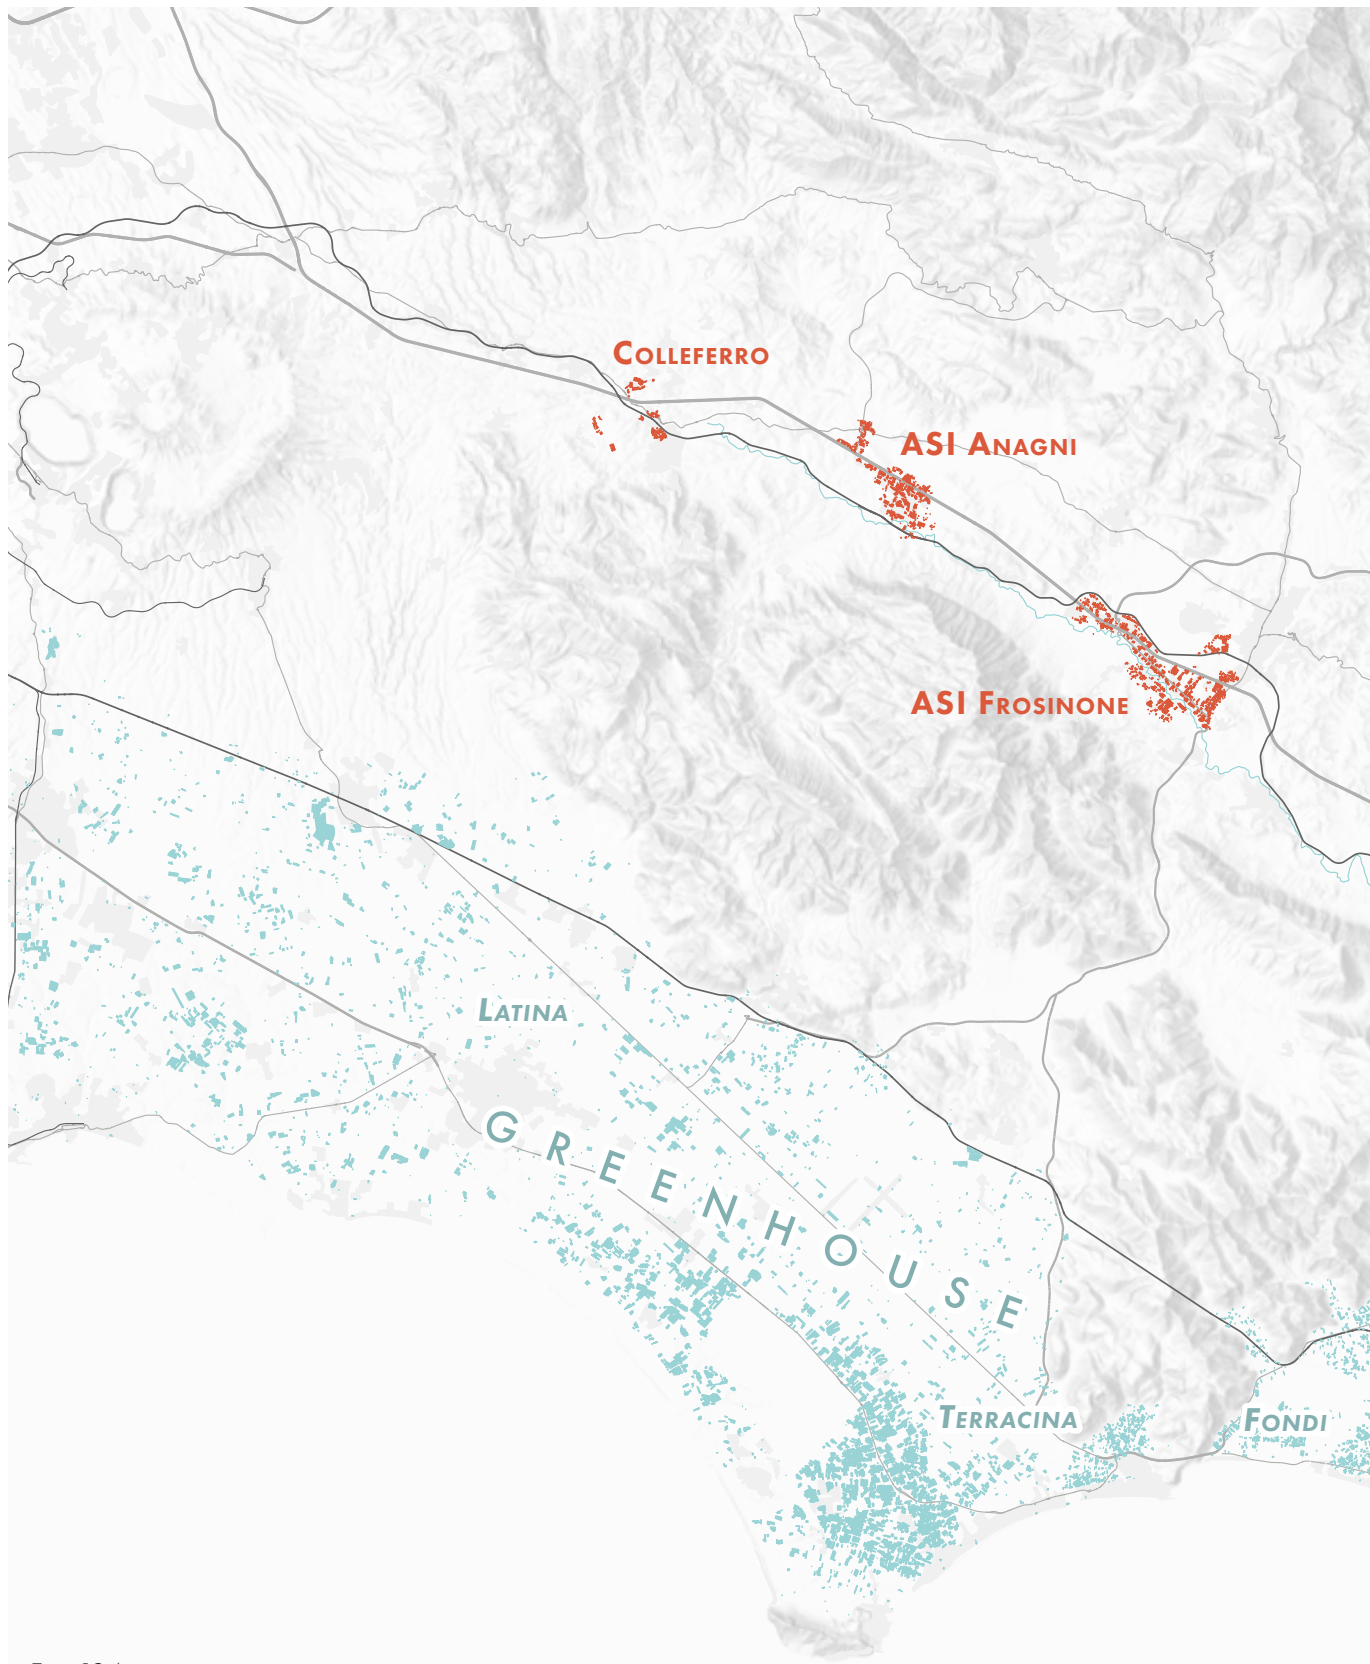 Colleferro
ASI Anagni
ASI Frosinone
Latina
GREENHOUSE
Terracina
Fondi